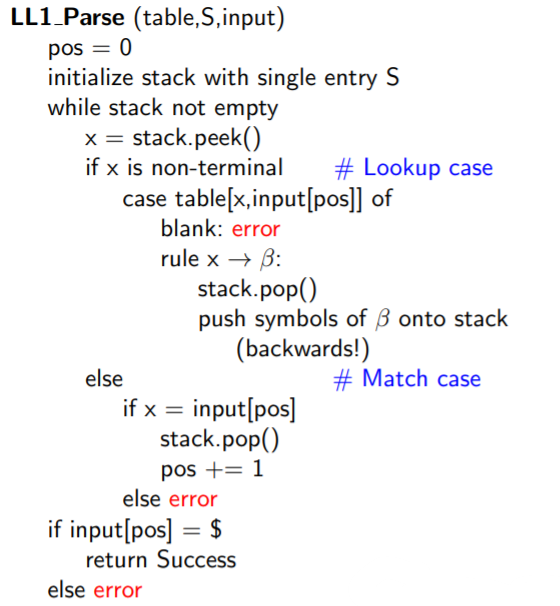 LL1_Parse (table,S,input)
pos = 0
initialize stack with single entry S
while stack not empty
x = stack.peek()
if x is non-terminal # Lookup case
case table[x,input[pos]] of
blank: error
rule x → β:
stack.pop()
push symbols of β onto stack
(backwards!)
else # Match case
if x = input[pos]
stack.pop()
pos += 1
else error
if input[pos] = $
return Success
else error